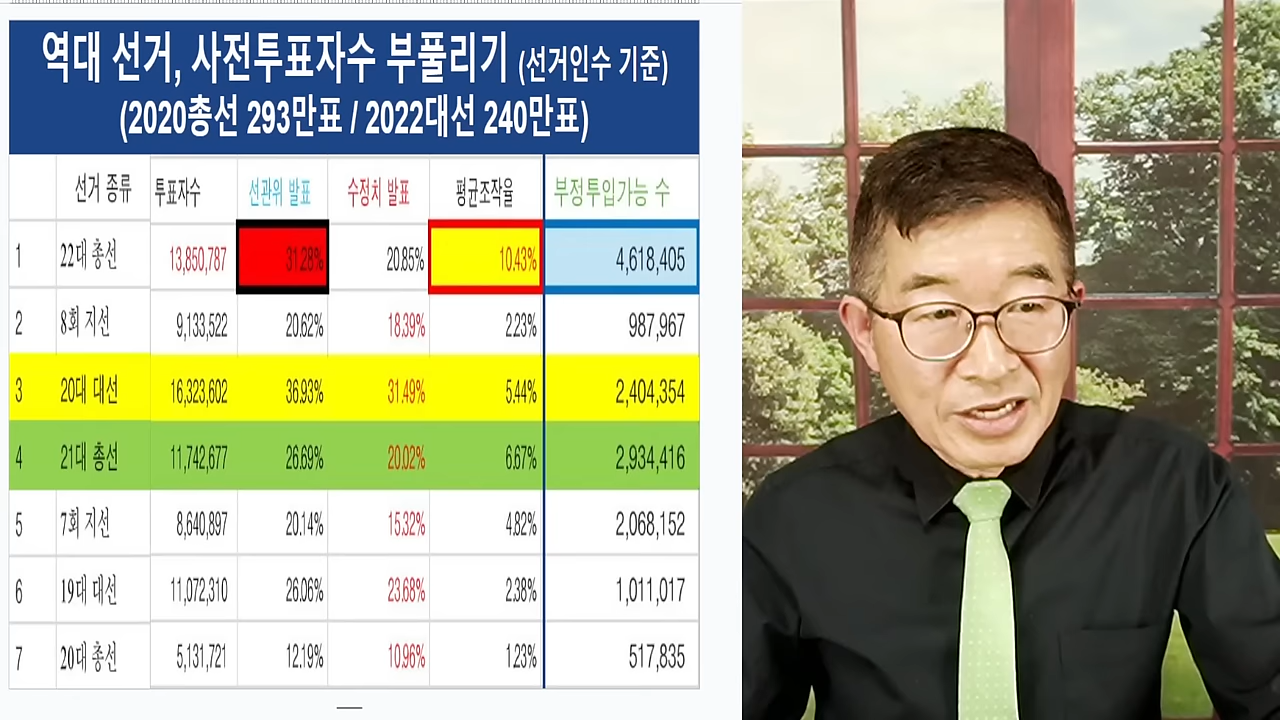 역대 선거, 사전투표자수 부풀리기 (선거인수 기준)
(2020총선 293만표 / 2022대선 240만표)
선거 종류 투표자수 선관위 발표 수정치 발표 평균조작율 부정투입가능 수
1 22대 총선 13,850,787 31.28% 20.85% 10.43% 4,618,405
2 8회 지선 9,133,522 20.62% 18.39% 2.23% 987,967
3 20대 대선 16,323,602 36.93% 31.49% 5.44% 2,404,354
4 21대 총선 11,742,677 26.69% 20.02% 6.67% 2,934,416
5 7회 지선 8,640,897 20.14% 15.32% 4.82% 2,068,152
6 19대 대선 11,072,310 26.06% 23.68% 2.38% 1,011,017
7 20대 총선 5,131,721 12.19% 10.96% 1.23% 517,835